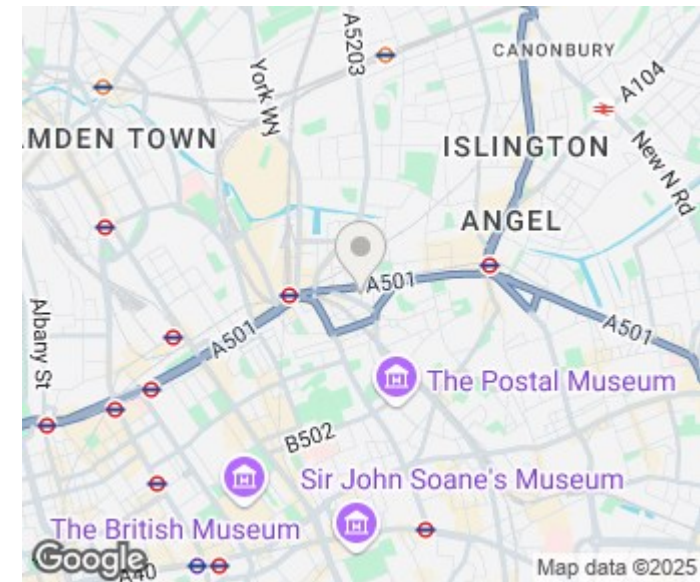 A5203
CANONBURY
A104
York WY
New N Rd
AMDEN TOWN
ISLINGTON
ANGEL
A501
A501
A501
Albany St
The Postal Museum
B502
Sir John Soane's Museum
The British Museum
Google
A40
Map data ©2025